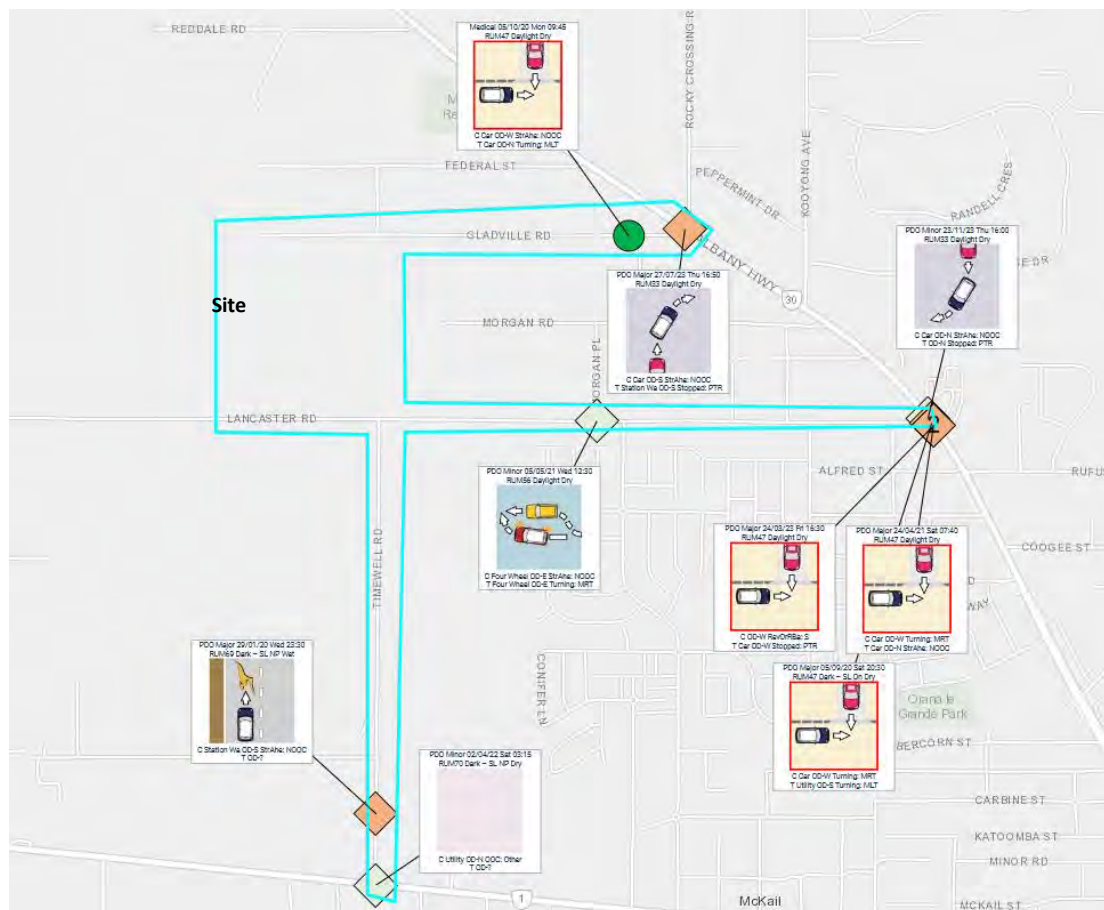 REDDALE RD
Medical 05/10/20 Mon 09:45
RUM47 Daylight Dry
C Car OD-W StrAhe: NOOC
T Car OD-N Turning: MLT
ROCKY CROSSING R
KOOYONG AVE
FEDERAL ST
PEPPERMINT DR
RANDELL CRES
PDO Minor 23/11/23 Thu 16:00
RUM33 Daylight Dry
C Car OD-N StrAhe: NOOC
T OD-N Stopped: PTR
SE DR
GLADVILLE RD
LBANY HWY
30
PDO Major 27/07/23 Thu 16:50
RUM33 Daylight Dry
C Car OD-S StrAhe: NOOC
T Station Wa OD-S Stopped: PTR
Site
MORGAN RD
ORGAN PL
LANCASTER RD
2
ALFRED ST
RUFUS
PDO Minor 05/05/21 Wed 12:30
RUM56 Daylight Dry
C Four Wheel OD-E StrAhe: NOOC
T Four Wheel OD-E Turning: MRT
PDO Major 24/03/23 Fri 16:30
RUM47 Daylight Dry
C OD-W RevOrRBa: S
T Car OD-W Stopped: PTR
PDO Major 24/04/21 Sat 07:40
RUM47 Daylight Dry
C Car OD-W Turning: MRT
T Car OD-N StrAhe: NOOC
COOGEE ST
WAY
TIMEWELL RD
PDO Major 29/01/20 Wed 23:30
RUM69 Dark – SL NP Wet
C Station Wa OD-S StrAhe: NOOC
T OD-?
CONIFER LN
PDO Major 05/09/20 Sat 20:30
RUM47 Dark – SL On Dry
C Car OD-W Turning: MRT
T Utility OD-S Turning: MLT
Grande Park
BERCORN ST
PDO Minor 02/04/22 Sat 03:15
RUM70 Dark – SL NP Dry
C Utility OD-N OOC: Other
T OD-?
CARBINE ST
KATOOMBA ST
MINOR RD
1
McKail
MCKAIL ST